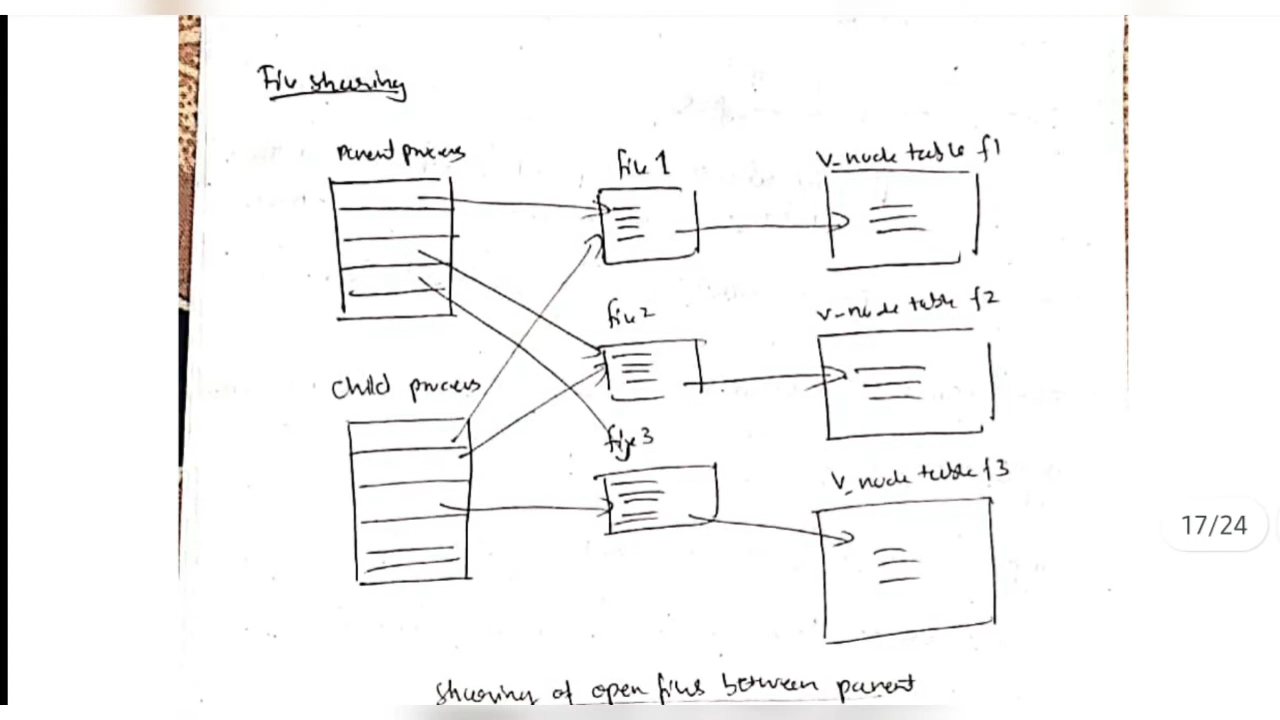 File sharing
Parent process
file 1
V_node table f1
file 2
V_node table f2
Child process
file 3
V_node table f3
17/24
sharing of open files between parent